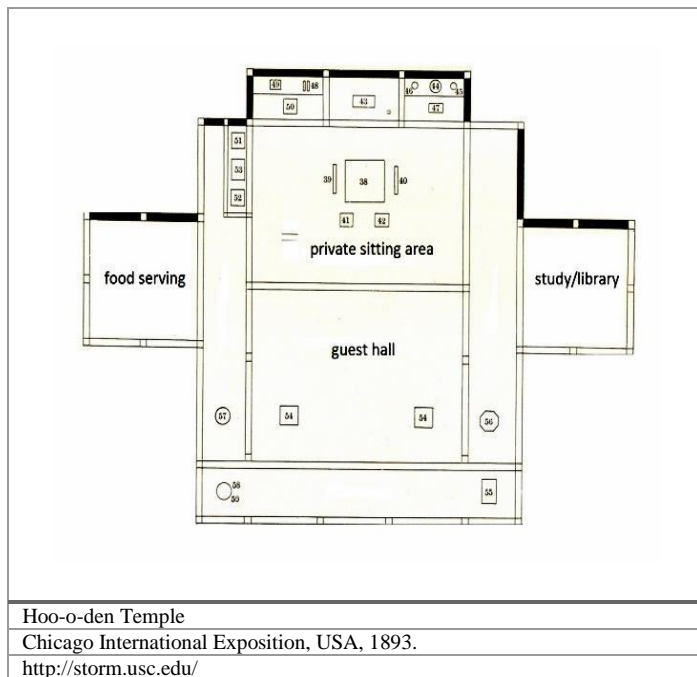 49 48 43 46 44 45
50 47
51
53 39 38 40
52
41 42
private sitting area
food serving study/library
guest hall
57 54 54 56
58
59 55
Hoo-o-den Temple
Chicago International Exposition, USA, 1893.
http://storm.usc.edu/